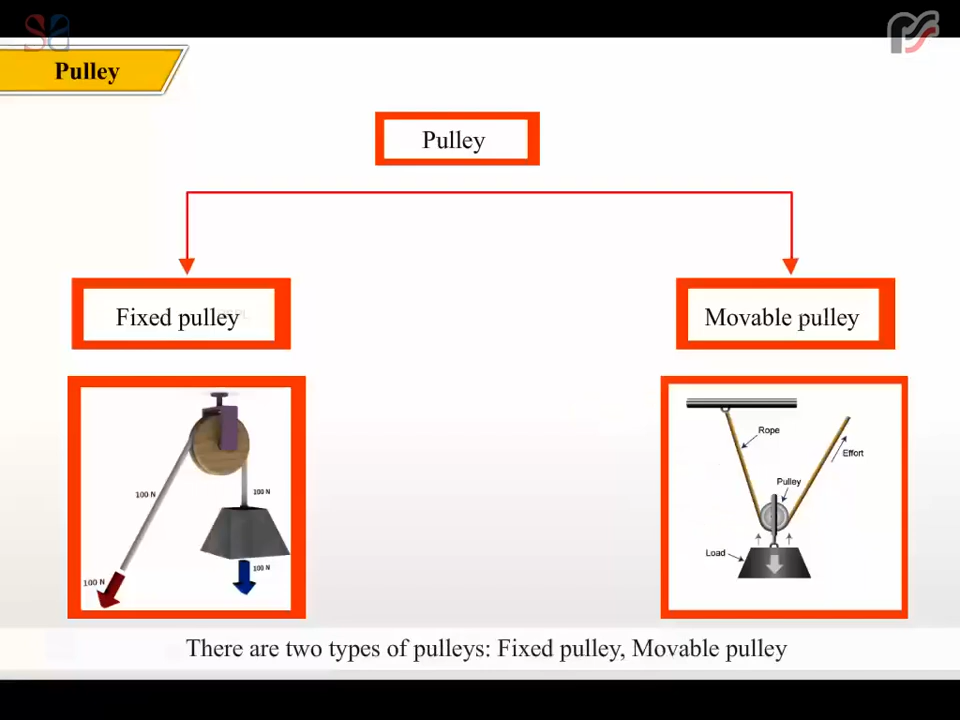 Pulley
Pulley
Fixed pulley
Movable pulley
100 N
100 N
100 N
100 N
Rope
Effort
Pulley
Load
There are two types of pulleys: Fixed pulley, Movable pulley